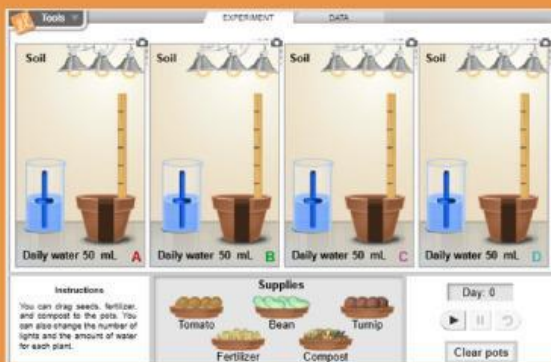 Tools
EXPERIMENT
DATA
Soil
Soil
Soil
Soil
Daily water 50 mL A
Daily water 50 mL B
Daily water 50 mL C
Daily water 50 mL D
Instructions
You can drag seeds, fertilizer,
and compost to the pots. You
can also change the number of
lights and the amount of water
for each plant.
Supplies
Tomato
Bean
Turnip
Fertilizer
Compost
Day: 0
Clear pots